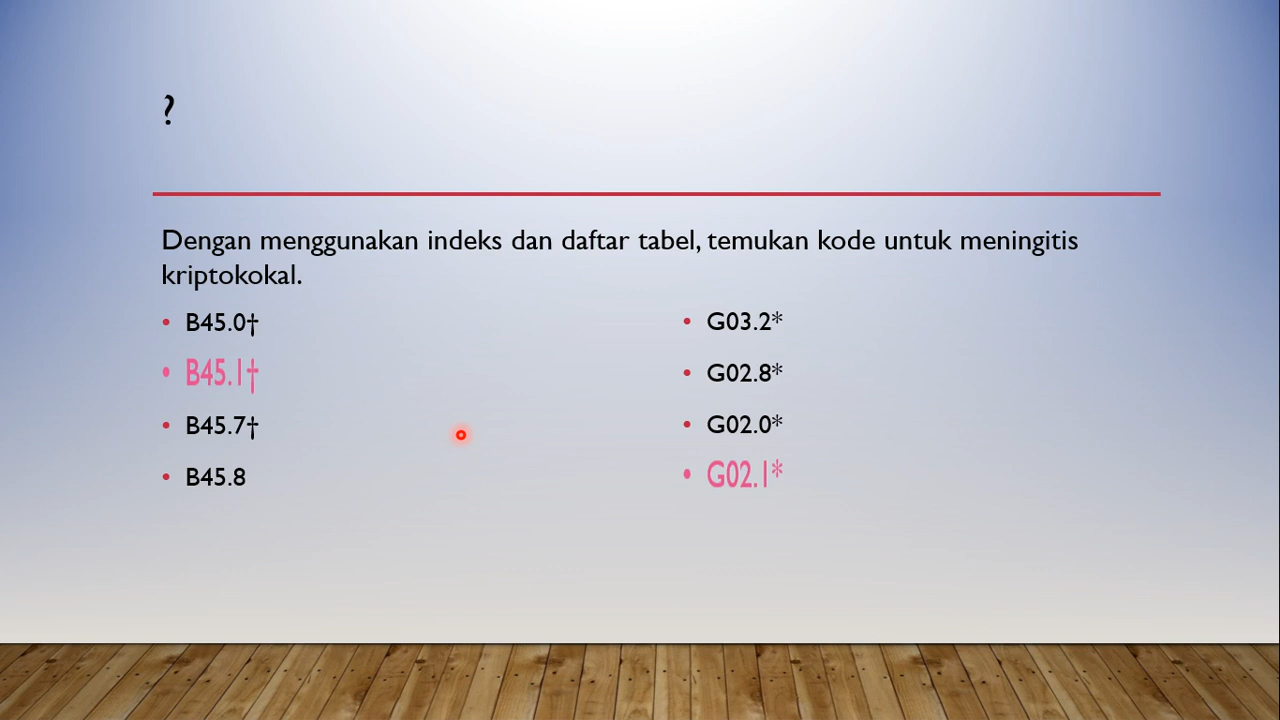 ?
Dengan menggunakan indeks dan daftar tabel, temukan kode untuk meningitis
kriptokokal.
• B45.0†
• B45.1†
• B45.7†
• B45.8
• G03.2*
• G02.8*
• G02.0*
• G02.1*